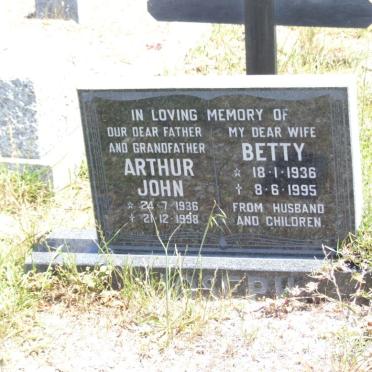 IN LOVING MEMORY OF
OUR DEAR FATHER
AND GRANDFATHER
ARTHUR
JOHN
☆ 24·7·1936
† 21·12·1998
MY DEAR WIFE
BETTY
☆ 18·1·1936
† 8·6·1995
FROM HUSBAND
AND CHILDREN